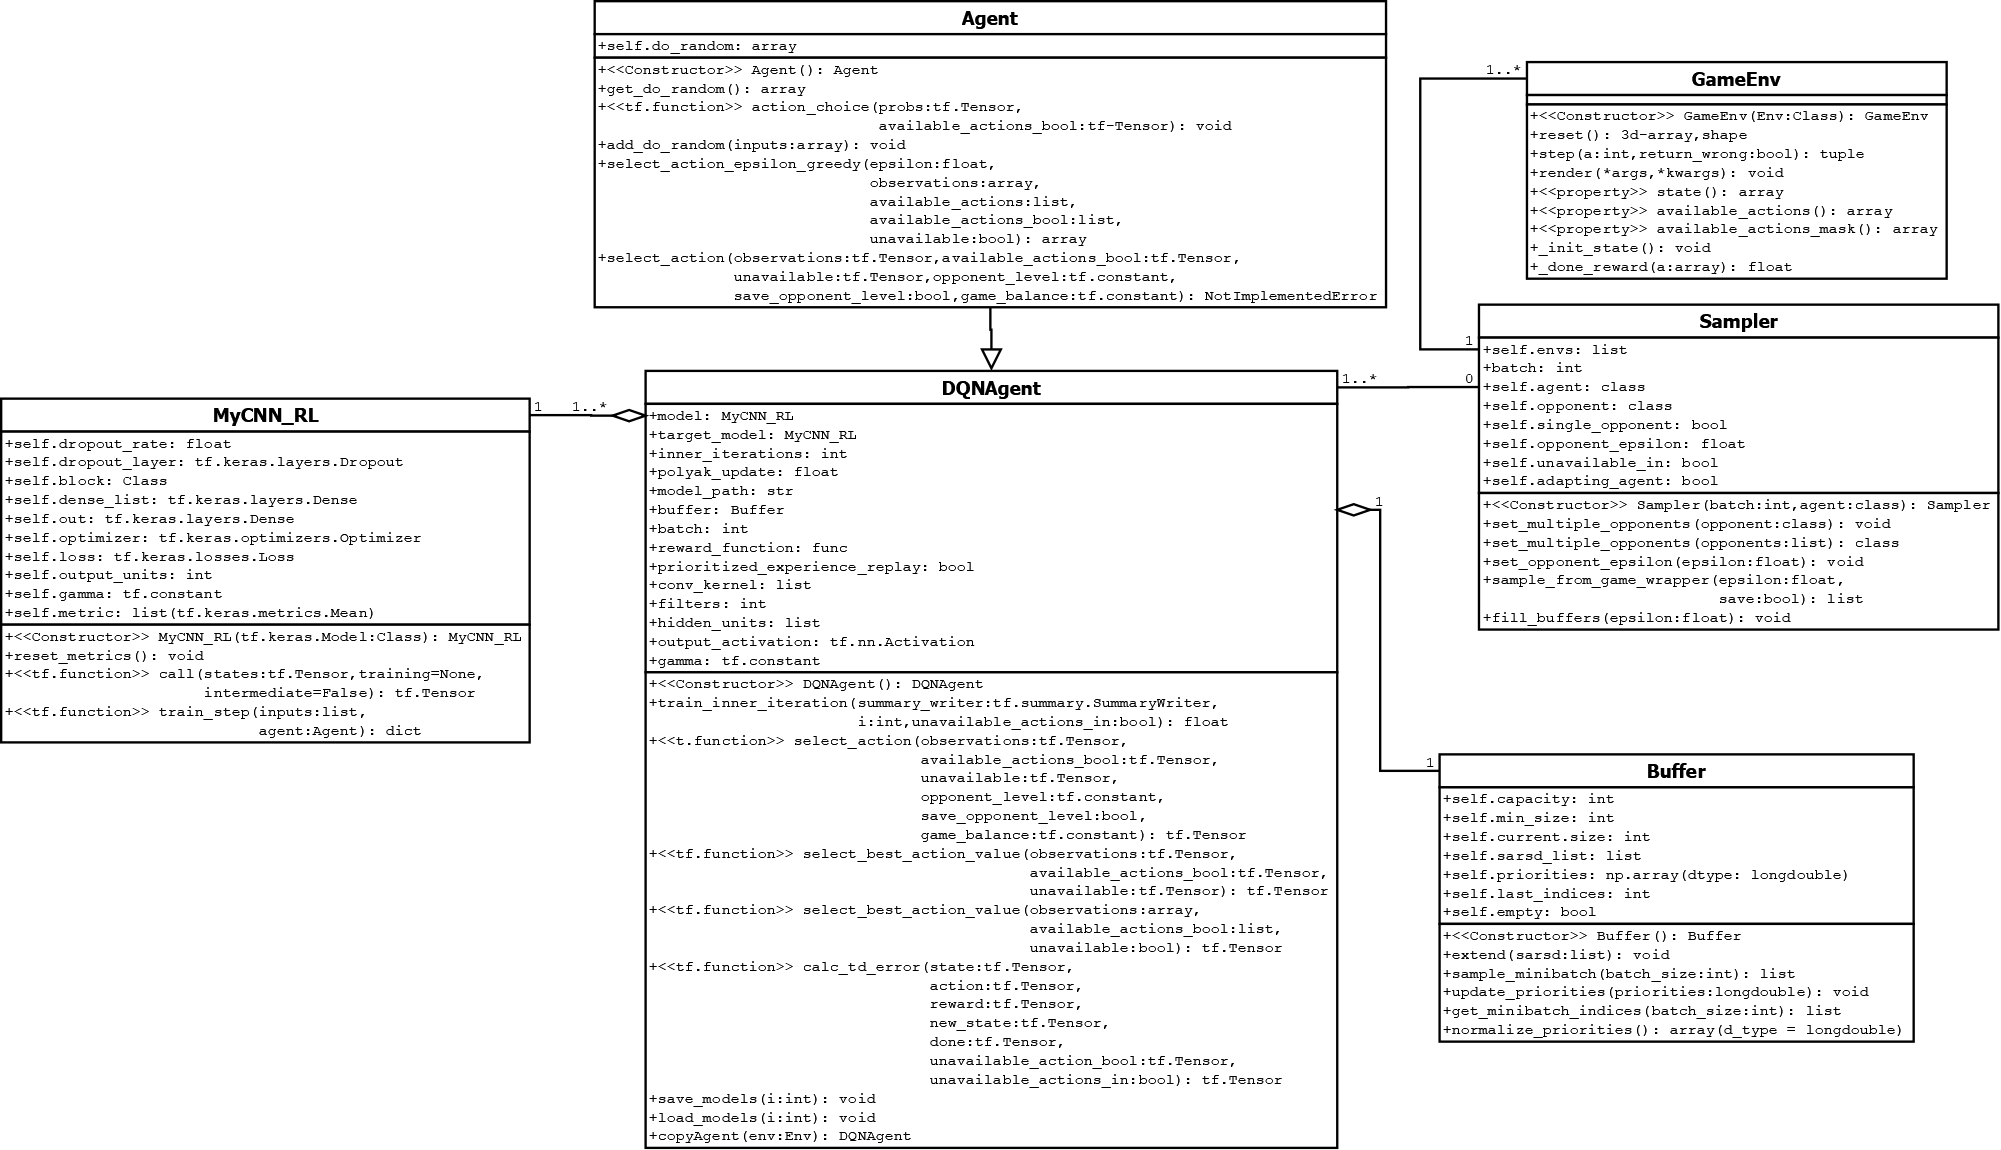 Agent
+self.do_random: array
+<<Constructor>> Agent(): Agent
+get_do_random(): array
+<<tf.function>> action_choice(probs:tf.Tensor,
available_actions_bool:tf-Tensor): void
+add_do_random(inputs:array): void
+select_action_epsilon_greedy(epsilon:float,
observations:array,
available_actions:list,
available_actions_bool:list,
unavailable:bool): array
+select_action(observations:tf.Tensor,available_actions_bool:tf.Tensor,
unavailable:tf.Tensor,opponent_level:tf.constant,
save_opponent_level:bool,game_balance:tf.constant): NotImplementedError
1..*
GameEnv
+<<Constructor>> GameEnv(Env:Class): GameEnv
+reset(): 3d-array,shape
+step(a:int,return_wrong:bool): tuple
+render(*args,*kwargs): void
+<<property>> state(): array
+<<property>> available_actions(): array
+<<property>> available_actions_mask(): array
+_init_state(): void
+_done_reward(a:array): float
Sampler
1
+self.envs: list
+batch: int
1..*
0
+self.agent: class
+self.opponent: class
+self.single_opponent: bool
+self.opponent_epsilon: float
+self.unavailable_in: bool
+self.adapting_agent: bool
+<<Constructor>> Sampler(batch:int,agent:class): Sampler
+set_multiple_opponents(opponent:class): void
+set_multiple_opponents(opponents:list): class
+set_opponent_epsilon(epsilon:float): void
+sample_from_game_wrapper(epsilon:float,
save:bool): list
+fill_buffers(epsilon:float): void
MyCNN_RL
1
1..*
+self.dropout_rate: float
+self.dropout_layer: tf.keras.layers.Dropout
+self.block: Class
+self.dense_list: tf.keras.layers.Dense
+self.out: tf.keras.layers.Dense
+self.optimizer: tf.keras.optimizers.Optimizer
+self.loss: tf.keras.losses.Loss
+self.output_units: int
+self.gamma: tf.constant
+self.metric: list(tf.keras.metrics.Mean)
+<<Constructor>> MyCNN_RL(tf.keras.Model:Class): MyCNN_RL
+reset_metrics(): void
+<<tf.function>> call(states:tf.Tensor,training=None,
intermediate=False): tf.Tensor
+<<tf.function>> train_step(inputs:list,
agent:Agent): dict
DQNAgent
+model: MyCNN_RL
+target_model: MyCNN_RL
+inner_iterations: int
+polyak_update: float
+model_path: str
+buffer: Buffer
+batch: int
+reward_function: func
+prioritized_experience_replay: bool
+conv_kernel: list
+filters: int
+hidden_units: list
+output_activation: tf.nn.Activation
+gamma: tf.constant
+<<Constructor>> DQNAgent(): DQNAgent
+train_inner_iteration(summary_writer:tf.summary.SummaryWriter,
i:int,unavailable_actions_in:bool): float
+<<t.function>> select_action(observations:tf.Tensor,
available_actions_bool:tf.Tensor,
unavailable:tf.Tensor,
opponent_level:tf.constant,
save_opponent_level:bool,
game_balance:tf.constant): tf.Tensor
+<<tf.function>> select_best_action_value(observations:tf.Tensor,
available_actions_bool:tf.Tensor,
unavailable:tf.Tensor): tf.Tensor
+<<tf.function>> select_best_action_value(observations:array,
available_actions_bool:list,
unavailable:bool): tf.Tensor
+<<tf.function>> calc_td_error(state:tf.Tensor,
action:tf.Tensor,
reward:tf.Tensor,
new_state:tf.Tensor,
done:tf.Tensor,
unavailable_action_bool:tf.Tensor,
unavailable_actions_in:bool): tf.Tensor
+save_models(i:int): void
+load_models(i:int): void
+copyAgent(env:Env): DQNAgent
1
1
Buffer
+self.capacity: int
+self.min_size: int
+self.current.size: int
+self.sarsd_list: list
+self.priorities: np.array(dtype: longdouble)
+self.last_indices: int
+self.empty: bool
+<<Constructor>> Buffer(): Buffer
+extend(sarsd:list): void
+sample_minibatch(batch_size:int): list
+update_priorities(priorities:longdouble): void
+get_minibatch_indices(batch_size:int): list
+normalize_priorities(): array(d_type = longdouble)